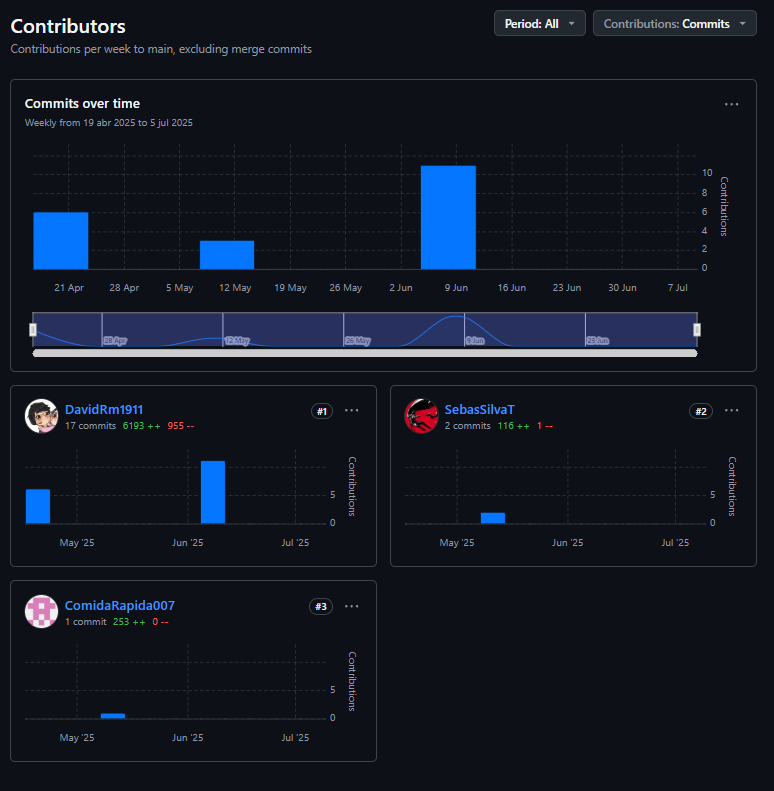 Contributors
Period: All
Contributions: Commits
Contributions per week to main, excluding merge commits
Commits over time
Weekly from 19 abr 2025 to 5 jul 2025
10
8
6
4
2
0
Contributions
21 Apr 28 Apr 5 May 12 May 19 May 26 May 2 Jun 9 Jun 16 Jun 23 Jun 30 Jun 7 Jul
28 Apr 12 May 26 May 9 Jun 23 Jun
DavidRm1911
#1
17 commits 6193 ++ 955 --
Contributions
5
0
May '25 Jun '25 Jul '25
SebasSilvaT
#2
2 commits 116 ++ 1 --
Contributions
5
0
May '25 Jun '25 Jul '25
ComidaRapida007
#3
1 commit 253 ++ 0 --
Contributions
5
0
May '25 Jun '25 Jul '25